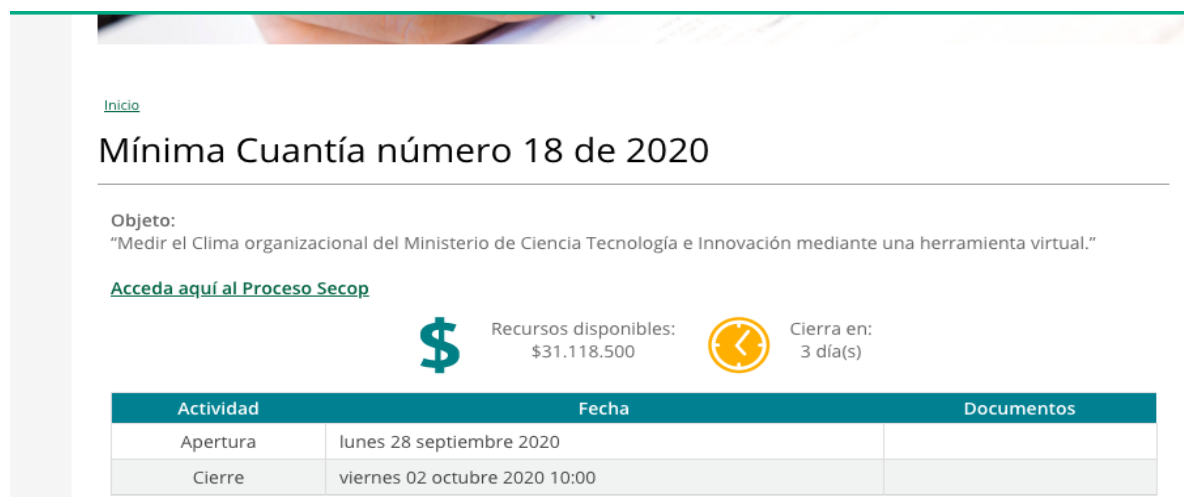 Inicio
Mínima Cuantía número 18 de 2020
Objeto:
“Medir el Clima organizacional del Ministerio de Ciencia Tecnología e Innovación mediante una herramienta virtual.”
Acceda aquí al Proceso Secop
$ Recursos disponibles: Cierra en:
$31.118.500 3 día(s)
Actividad Fecha Documentos
Apertura lunes 28 septiembre 2020
Cierre viernes 02 octubre 2020 10:00